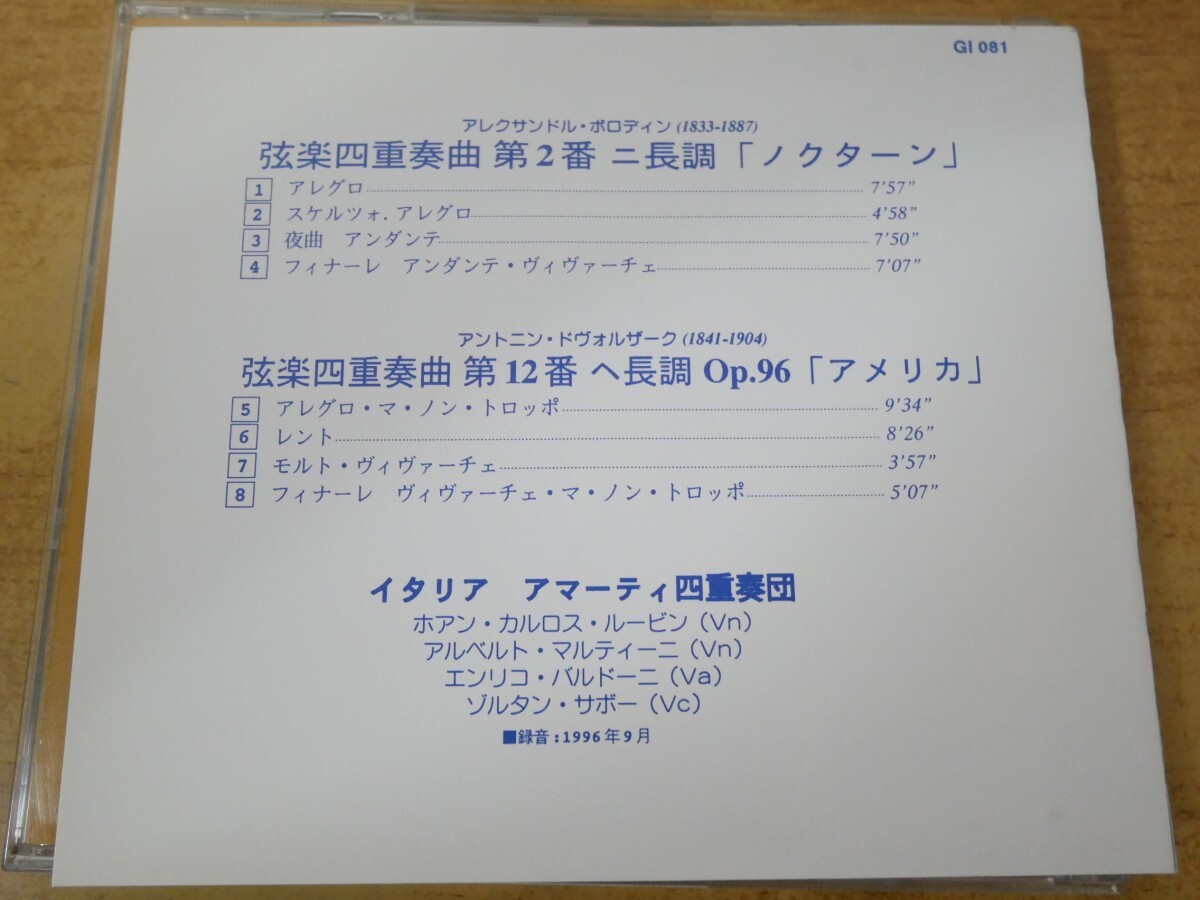 GI 081
アレクサンドル・ボロディン (1833-1887)
弦楽四重奏曲 第2番 ニ長調「ノクターン」
1 アレグロ 7'57"
2 スケルツォ. アレグロ 4'58"
3 夜曲 アンダンテ 7'50"
4 フィナーレ アンダンテ・ヴィヴァーチェ 7'07"
アントニン・ドヴォルザーク (1841-1904)
弦楽四重奏曲 第12番 ヘ長調 Op.96「アメリカ」
5 アレグロ・マ・ノン・トロッポ 9'34"
6 レント 8'26"
7 モルト・ヴィヴァーチェ 3'57"
8 フィナーレ ヴィヴァーチェ・マ・ノン・トロッポ 5'07"
イタリア アマーティ四重奏団
ホアン・カルロス・ルービン (Vn)
アルベルト・マルティーニ (Vn)
エンリコ・バルドーニ (Va)
ゾルタン・サボー (Vc)
■録音:1996年9月